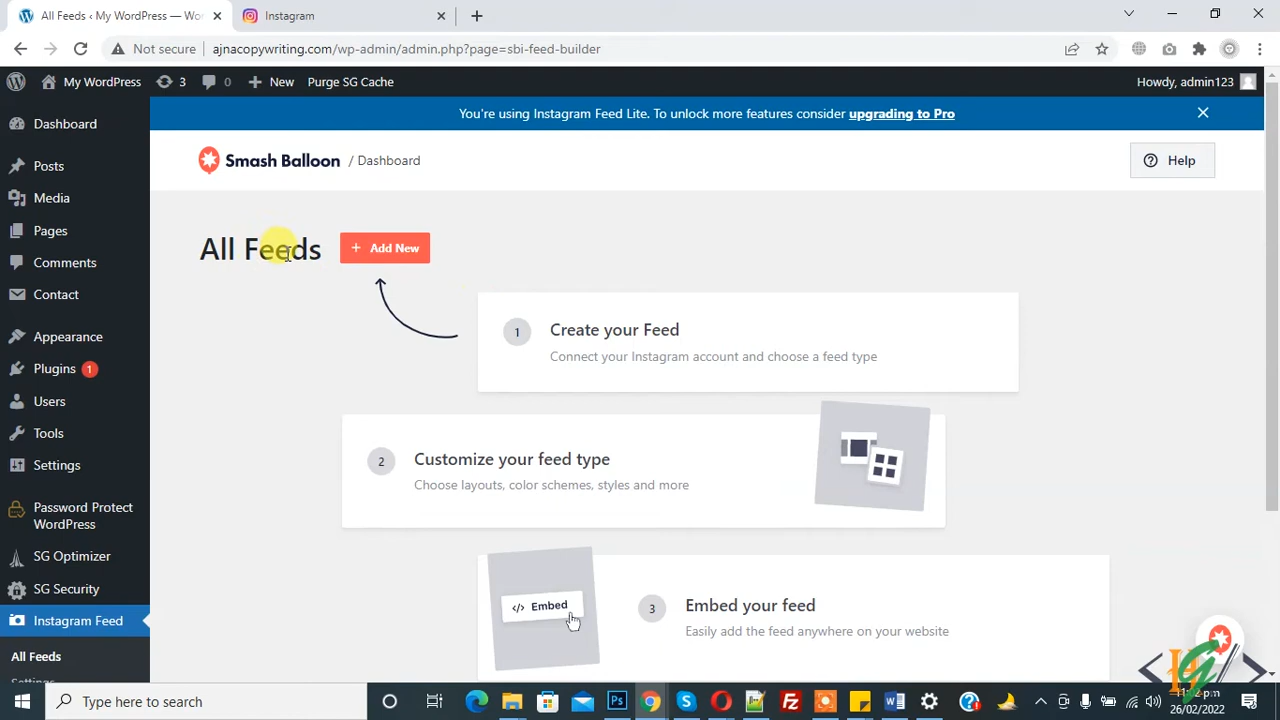 All Feeds ‹ My WordPress — Wor
Instagram
Not secure
ajnacopywriting.com/wp-admin/admin.php?page=sbi-feed-builder
My WordPress
3
0
New
Purge SG Cache
Howdy, admin123
You're using Instagram Feed Lite. To unlock more features consider upgrading to Pro
Dashboard
Posts
Media
Pages
Comments
Contact
Appearance
Plugins 1
Users
Tools
Settings
Password Protect
WordPress
SG Optimizer
SG Security
Instagram Feed
All Feeds
Settings
Smash Balloon / Dashboard
Help
All Feeds
+ Add New
1
Create your Feed
Connect your Instagram account and choose a feed type
2
Customize your feed type
Choose layouts, color schemes, styles and more
</> Embed
3
Embed your feed
Easily add the feed anywhere on your website
Type here to search
26/02/2022